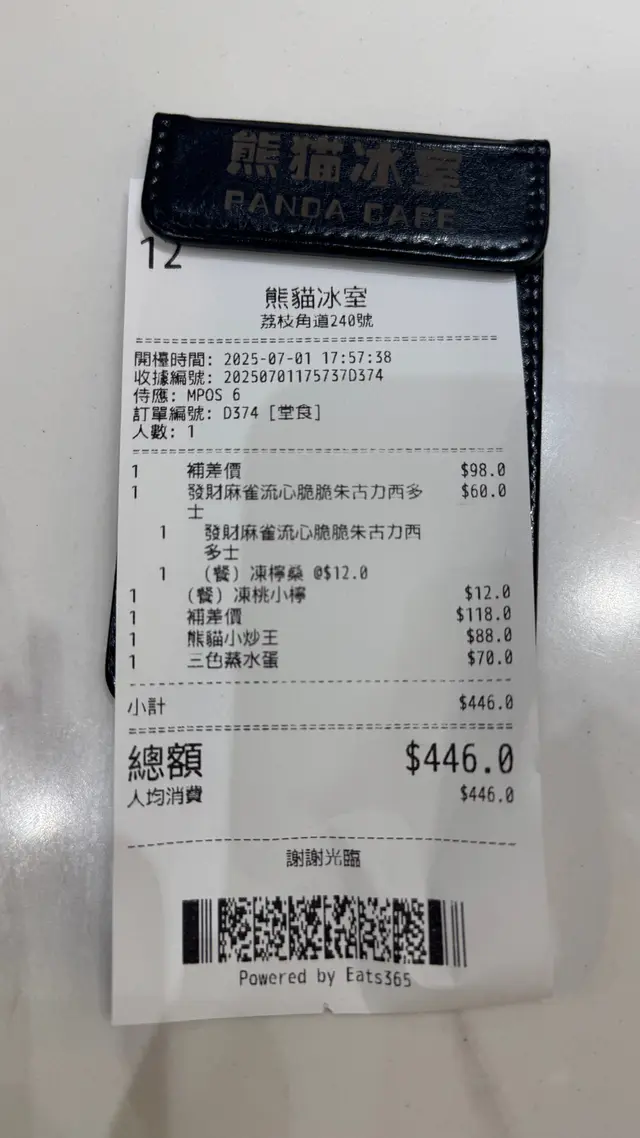 熊猫冰室
PANDA CAFE
12
熊貓冰室
荔枝角道240號
開檯時間: 2025-07-01 17:57:38
收據編號: 20250701175737D374
侍應: MPOS 6
訂單編號: D374 [堂食]
人數: 1
1 補差價 $98.0
1 發財麻雀流心脆脆朱古力西多 $60.0
士
1 發財麻雀流心脆脆朱古力西
多士
1 (餐) 凍檸樂 @$12.0
1 (餐) 凍桃小檸 $12.0
1 補差價 $118.0
1 熊貓小炒王 $88.0
1 三色蒸水蛋 $70.0
小計 $446.0
總額 $446.0
人均消費 $446.0
謝謝光臨
Powered by Eats365